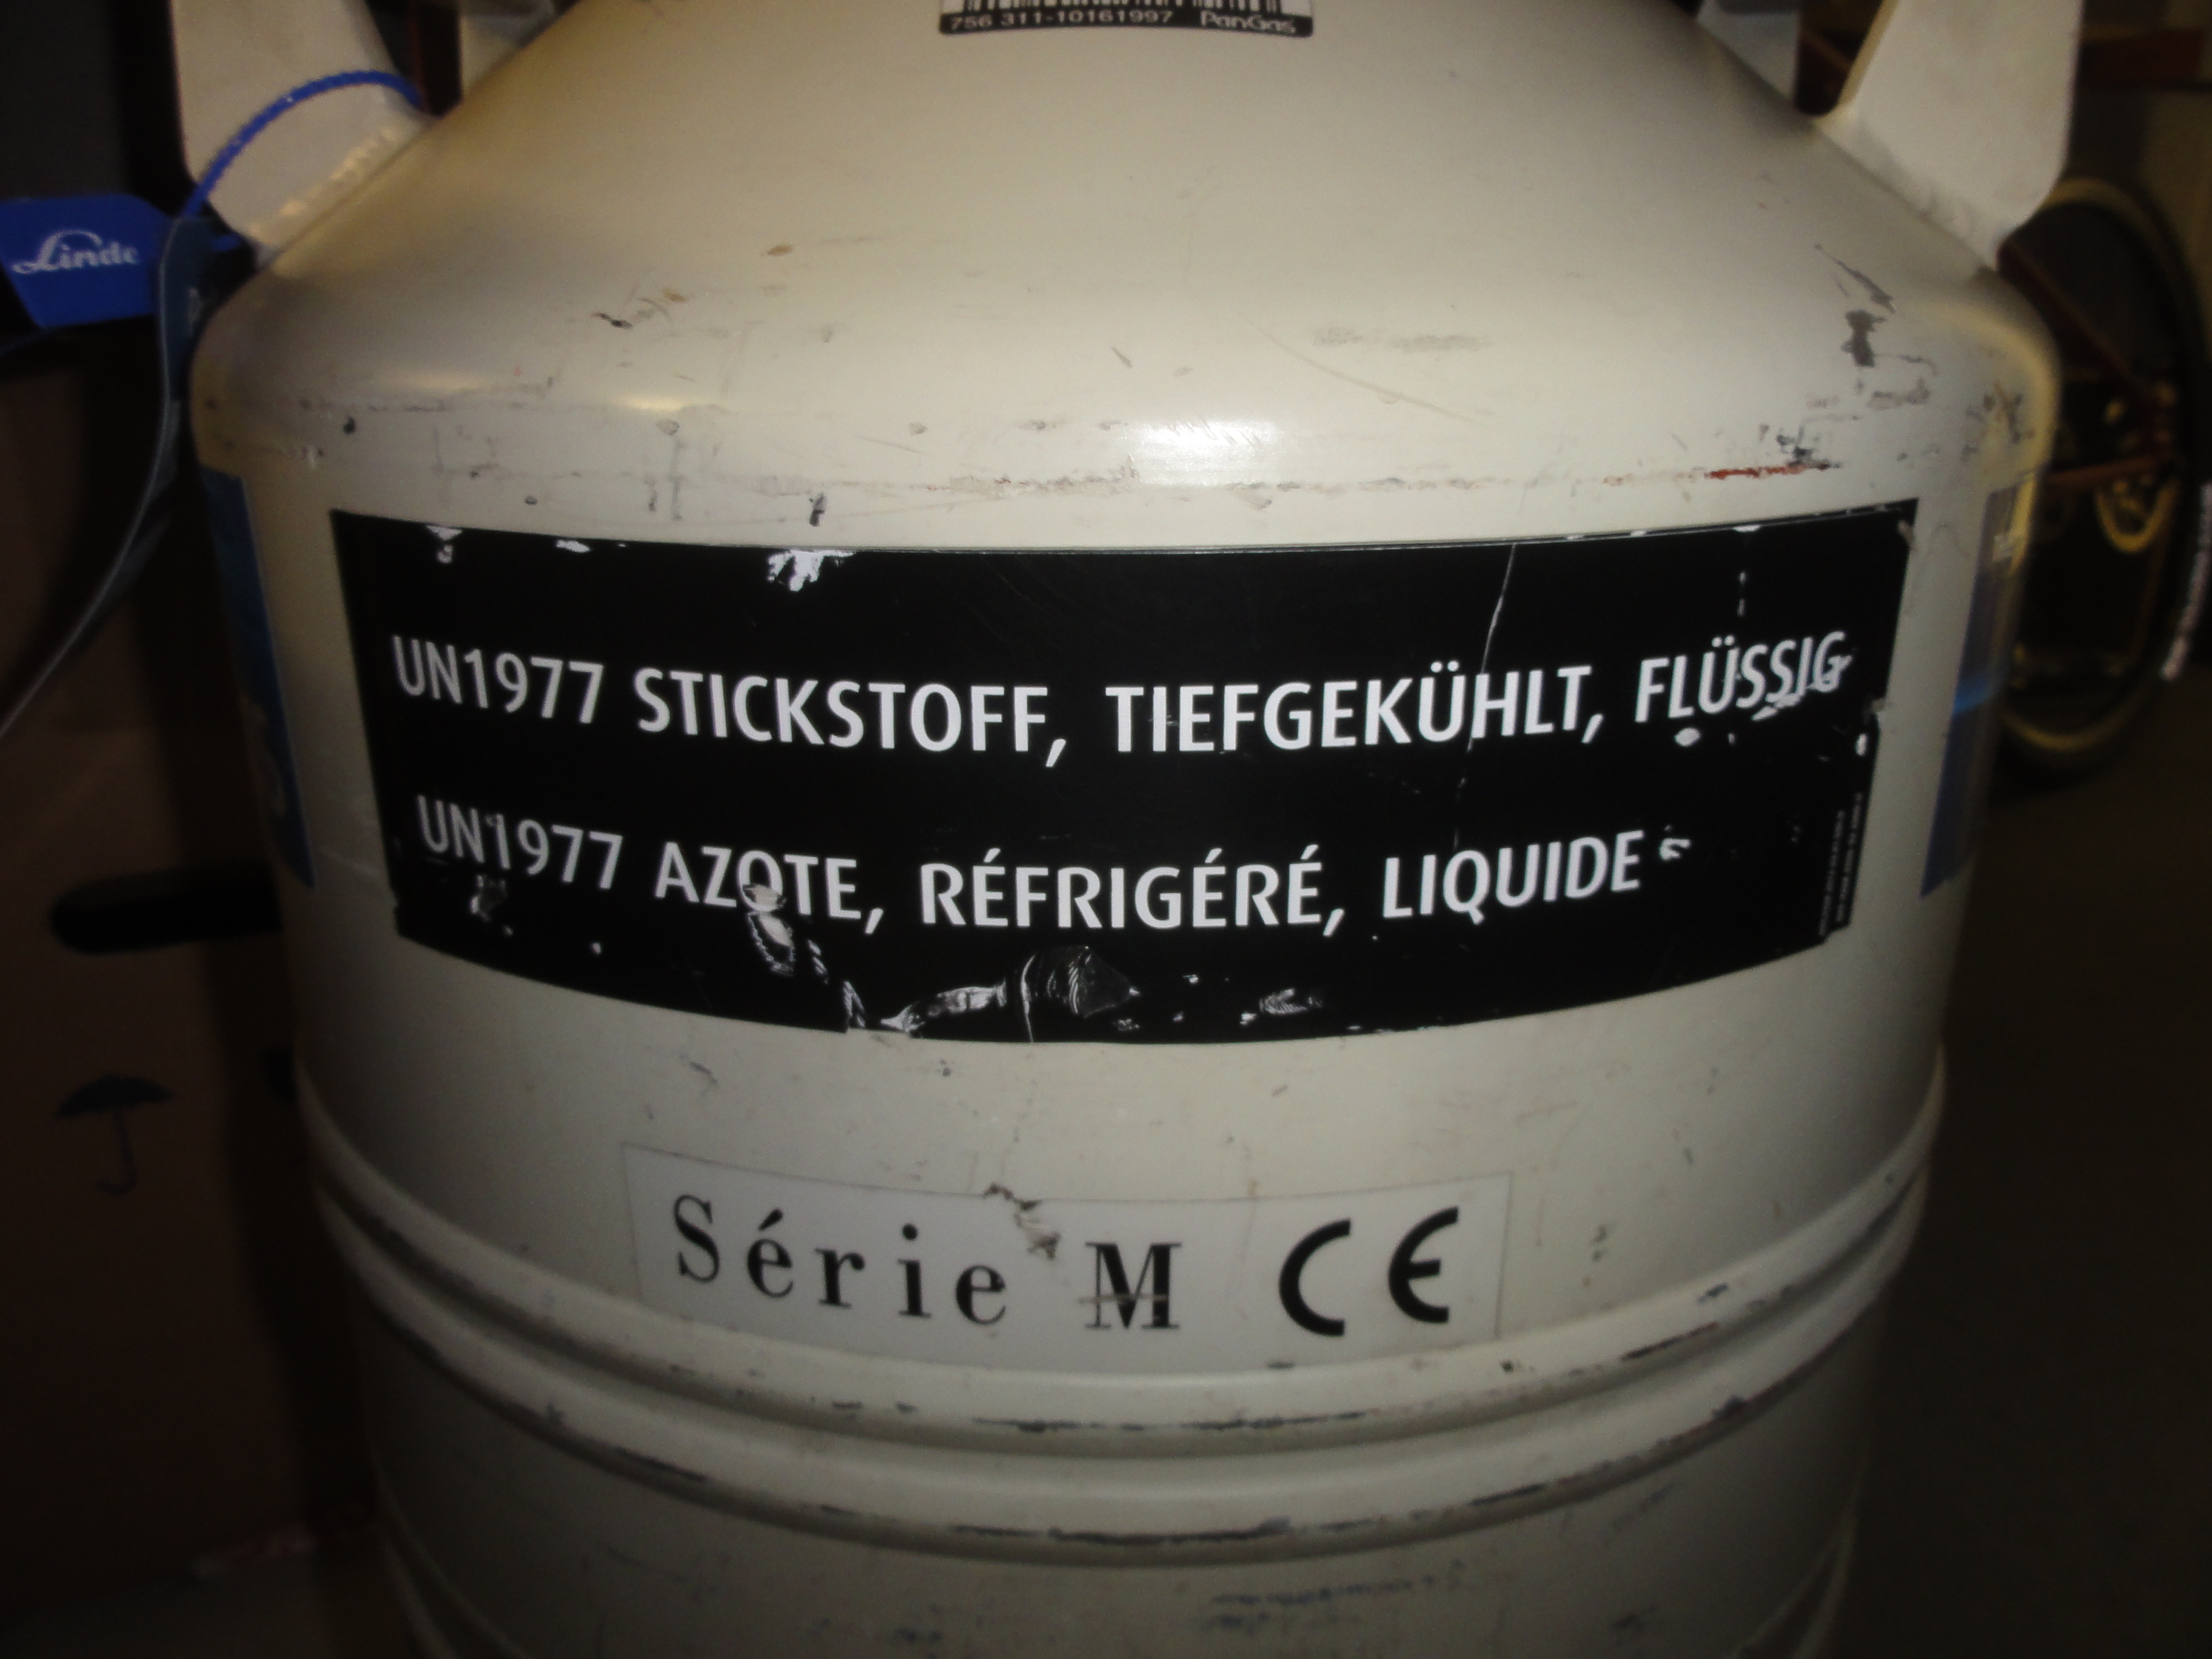 756 311-10161997 PanGas
Linde
UN1977 STICKSTOFF, TIEFGEKÜHLT, FLÜSSIG
UN1977 AZOTE, RÉFRIGÉRÉ, LIQUIDE
Série M CE